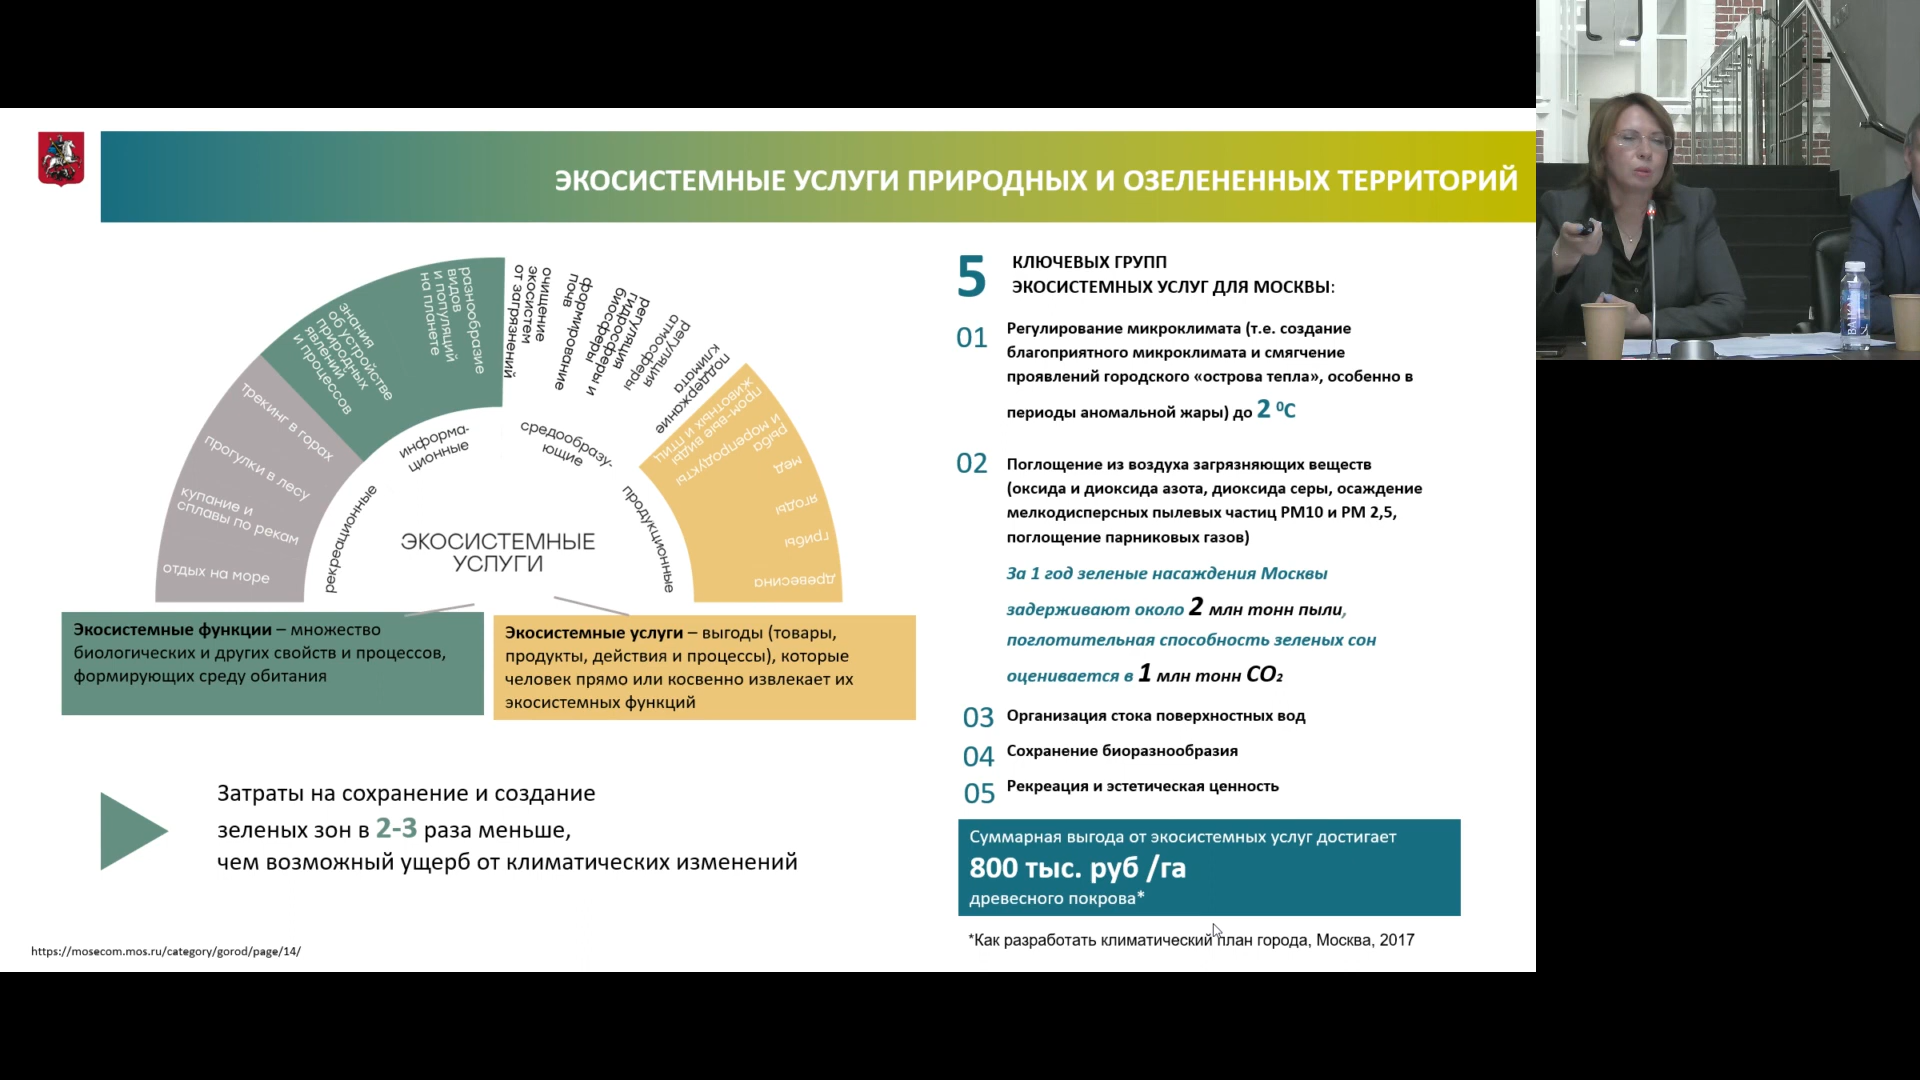 ЭКОСИСТЕМНЫЕ УСЛУГИ ПРИРОДНЫХ И ОЗЕЛЕНЕННЫХ ТЕРРИТОРИЙ
отдых на море
купание и
сплавы по рекам
прогулки в лесу
трекинг в горах
знания
об устройстве
природных
явлений
и процессов
разнообразие
видов
и популяций
на планете
очищение
экосистем
от загрязнений
формирование
почв
регуляция
гидросферы и
биосферы
регуляция
атмосферы
поддержание
климата
пром-вые виды
животных и птиц
рыба
и морепродукты
мёд
ягоды
грибы
древесина
рекреационные
информа-
ционные
средообразу-
ющие
продукционные
ЭКОСИСТЕМНЫЕ
УСЛУГИ
Экосистемные функции – множество
биологических и других свойств и процессов,
формирующих среду обитания
Экосистемные услуги – выгоды (товары,
продукты, действия и процессы), которые
человек прямо или косвенно извлекает их
экосистемных функций
Затраты на сохранение и создание
зеленых зон в 2-3 раза меньше,
чем возможный ущерб от климатических изменений
https://mosecom.mos.ru/category/gorod/page/14/
5 КЛЮЧЕВЫХ ГРУПП
ЭКОСИСТЕМНЫХ УСЛУГ ДЛЯ МОСКВЫ:
01 Регулирование микроклимата (т.е. создание
благоприятного микроклимата и смягчение
проявлений городского «острова тепла», особенно в
периоды аномальной жары) до 2 ⁰С
02 Поглощение из воздуха загрязняющих веществ
(оксида и диоксида азота, диоксида серы, осаждение
мелкодисперсных пылевых частиц РМ10 и РМ 2,5,
поглощение парниковых газов)
За 1 год зеленые насаждения Москвы
задерживают около 2 млн тонн пыли,
поглотительная способность зеленых сон
оценивается в 1 млн тонн СО₂
03 Организация стока поверхностных вод
04 Сохранение биоразнообразия
05 Рекреация и эстетическая ценность
Суммарная выгода от экосистемных услуг достигает
800 тыс. руб /га
древесного покрова*
*Как разработать климатический план города, Москва, 2017